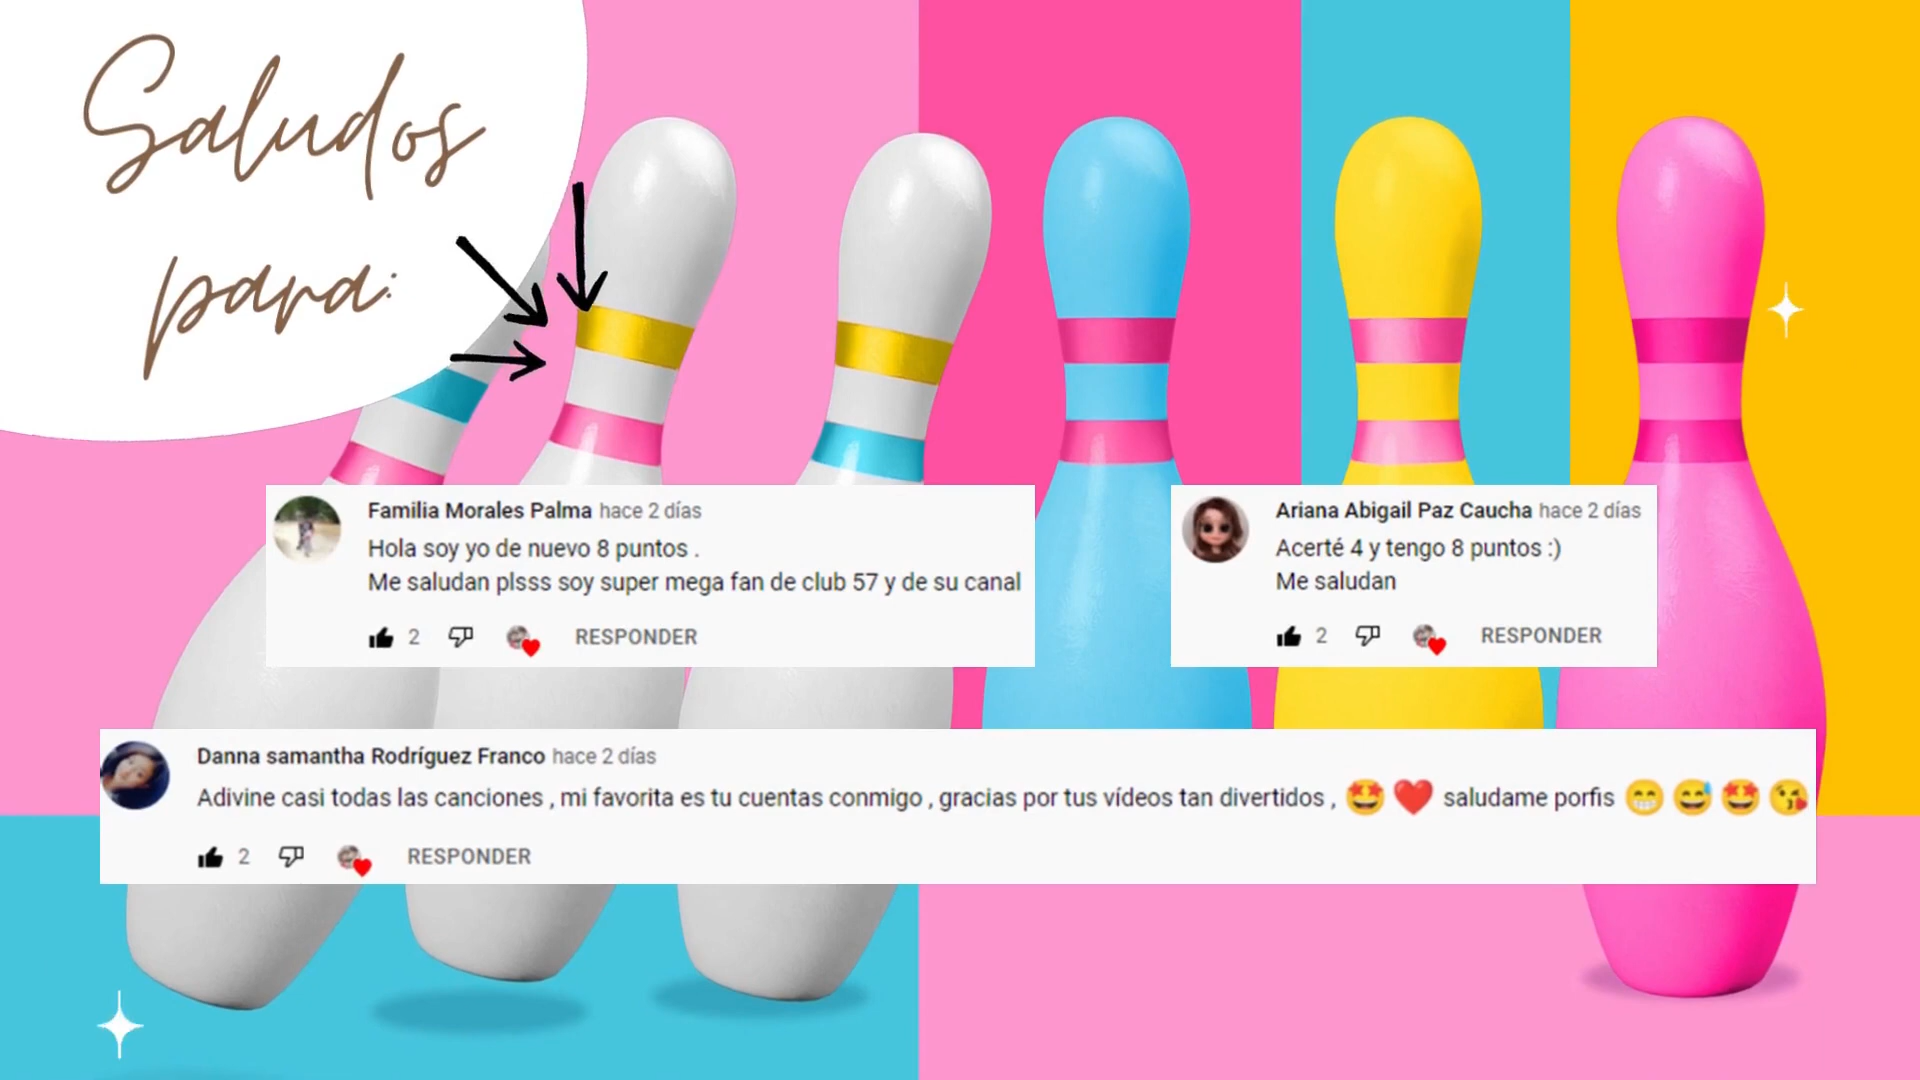 Saludos
para:
Familia Morales Palma hace 2 días
Hola soy yo de nuevo 8 puntos .
Me saludan plsss soy super mega fan de club 57 y de su canal
2 RESPONDER
Ariana Abigail Paz Caucha hace 2 días
Acerté 4 y tengo 8 puntos :)
Me saludan
2 RESPONDER
Danna samantha Rodríguez Franco hace 2 días
Adivine casi todas las canciones , mi favorita es tu cuentas conmigo , gracias por tus vídeos tan divertidos , 🤩❤️ saludame porfis 😁😅🤩😘
2 RESPONDER